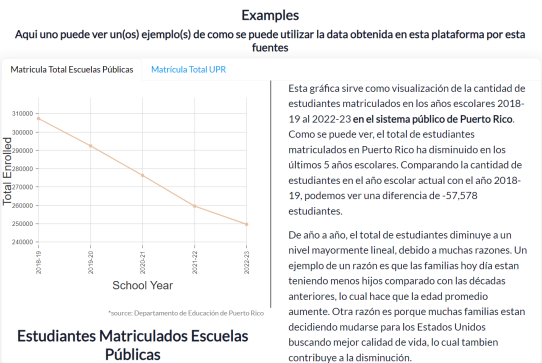 Examples
Aqui uno puede ver un(os) ejemplo(s) de como se puede utilizar la data obtenida en esta plataforma por esta
fuentes
Matricula Total Escuelas Públicas
Matrícula Total UPR
Total Enrolled
310000
300000
290000
280000
270000
260000
250000
240000
2018-19
2019-20
2020-21
2021-22
2022-23
School Year
*source: Departamento de Educación de Puerto Rico
Estudiantes Matriculados Escuelas
Públicas
Esta gráfica sirve como visualización de la cantidad de
estudiantes matriculados en los años escolares 2018-
19 al 2022-23 en el sistema público de Puerto Rico.
Como se puede ver, el total de estudiantes
matriculados en Puerto Rico ha disminuido en los
últimos 5 años escolares. Comparando la cantidad de
estudiantes en el año escolar actual con el año 2018-
19, podemos ver una diferencia de -57,578
estudiantes.
De año a año, el total de estudiantes diminuye a un
nivel mayormente lineal, debido a muchas razones. Un
ejemplo de un razón es que las familias hoy día estan
teniendo menos hijos comparado con las décadas
anteriores, lo cual hace que la edad promedio
aumente. Otra razón es porque muchas familias estan
decidiendo mudarse para los Estados Unidos
buscando mejor calidad de vida, lo cual tambien
contribuye a la disminución.